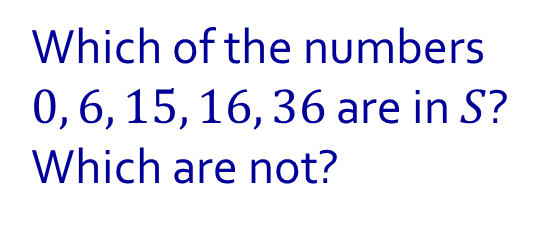 Which of the numbers
0, 6, 15, 16, 36 are in S?
Which are not?